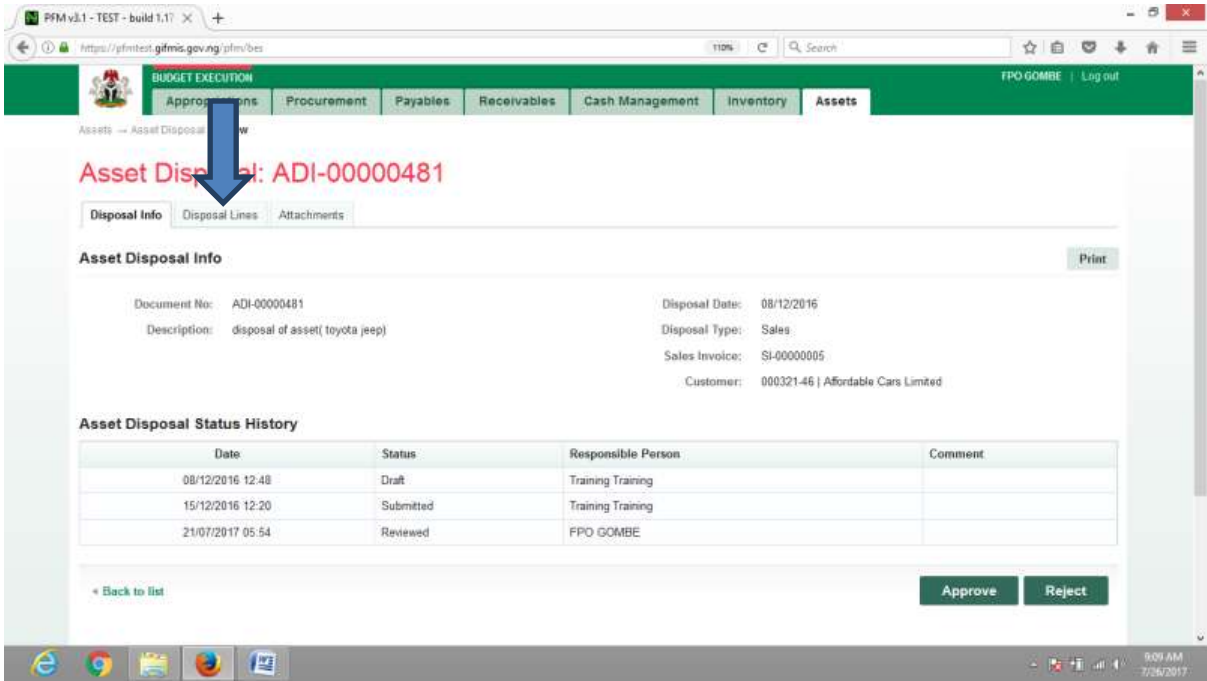 PFM v3.1 - TEST - build 1.1
https://pfmtest.gifmis.gov.ng/pfm/bes
110%
Search
BUDGET EXECUTION
FPO GOMBE | Log out
Appropriations Procurement Payables Receivables Cash Management Inventory Assets
Assets → Asset Disposal
Asset Disposal: ADI-00000481
Disposal Info Disposal Lines Attachments
Asset Disposal Info
Print
Document No: ADI-00000481
Disposal Date: 08/12/2016
Description: disposal of asset( toyota jeep)
Disposal Type: Sales
Sales Invoice: SI-00000005
Customer: 000321-46 | Affordable Cars Limited
Asset Disposal Status History
Date Status Responsible Person Comment
08/12/2016 12:48 Draft Training Training
15/12/2016 12:20 Submitted Training Training
21/07/2017 05:54 Reviewed FPO GOMBE
« Back to list
Approve Reject
9:09 AM
7/26/2017